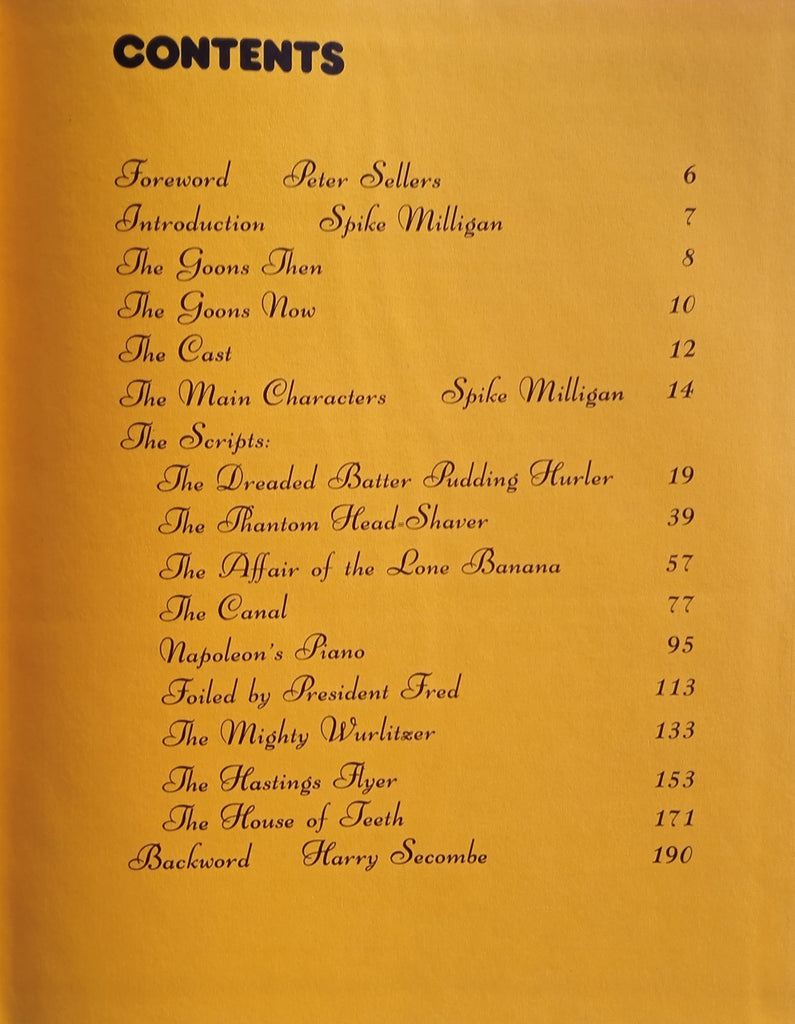 CONTENTS
Foreword Peter Sellers 6
Introduction Spike Milligan 7
The Goons Then 8
The Goons Now 10
The Cast 12
The Main Characters Spike Milligan 14
The Scripts:
The Dreaded Batter Pudding Hurler 19
The Phantom Head-Shaver 39
The Affair of the Lone Banana 57
The Canal 77
Napoleon's Piano 95
Foiled by President Fred 113
The Mighty Wurlitzer 133
The Hastings Flyer 153
The House of Teeth 171
Backword Harry Secombe 190